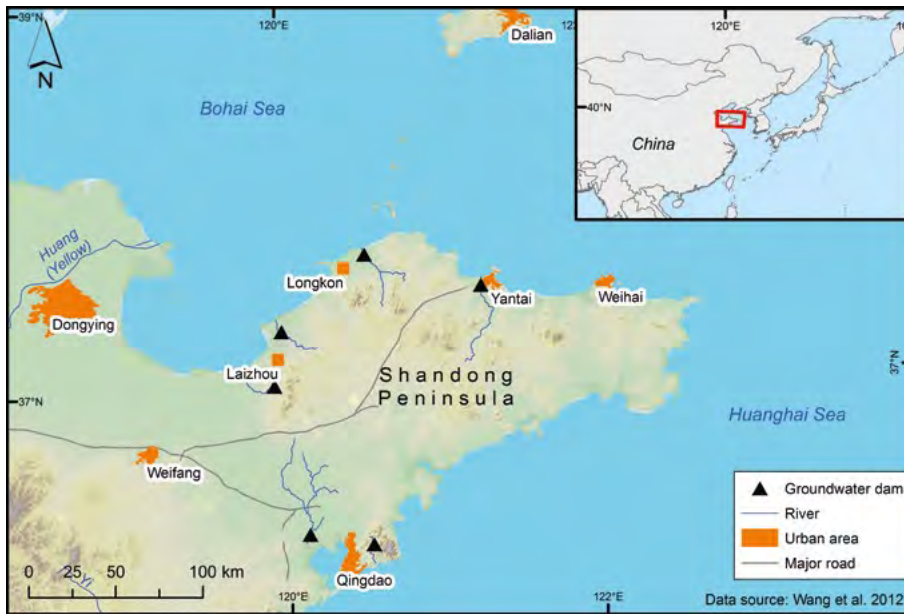 39°N
120°E
N
Dalian
Bohai Sea
120°E
40°N
China
Huang
(Yellow)
Longkon
Yantai
Weihai
Dongying
Laizhou
Shandong
Peninsula
37°N
37°N
Huanghai Sea
Weifang
Qingdao
Yi
0 25 50 100 km
120°E
122°E
Groundwater dam
River
Urban area
Major road
Data source: Wang et al. 2012